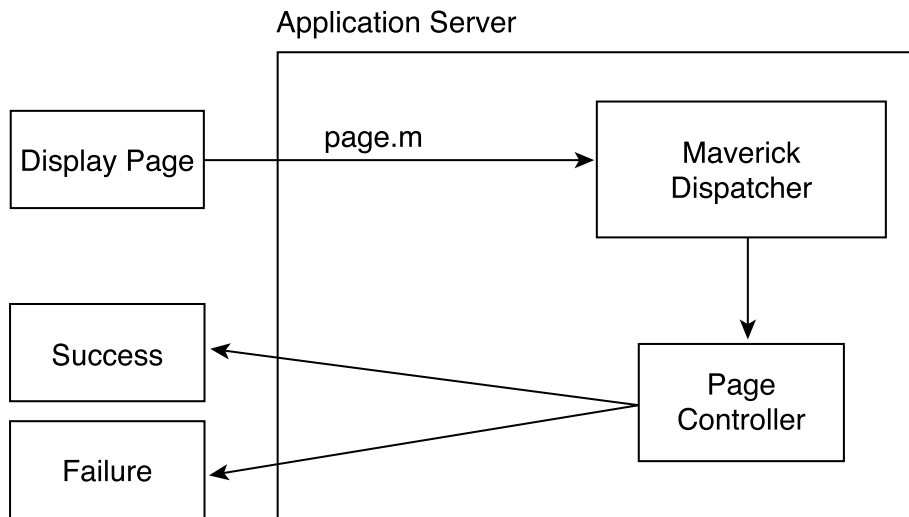 Application Server
Display Page
page.m
Maverick
Dispatcher
Success
Page
Controller
Failure